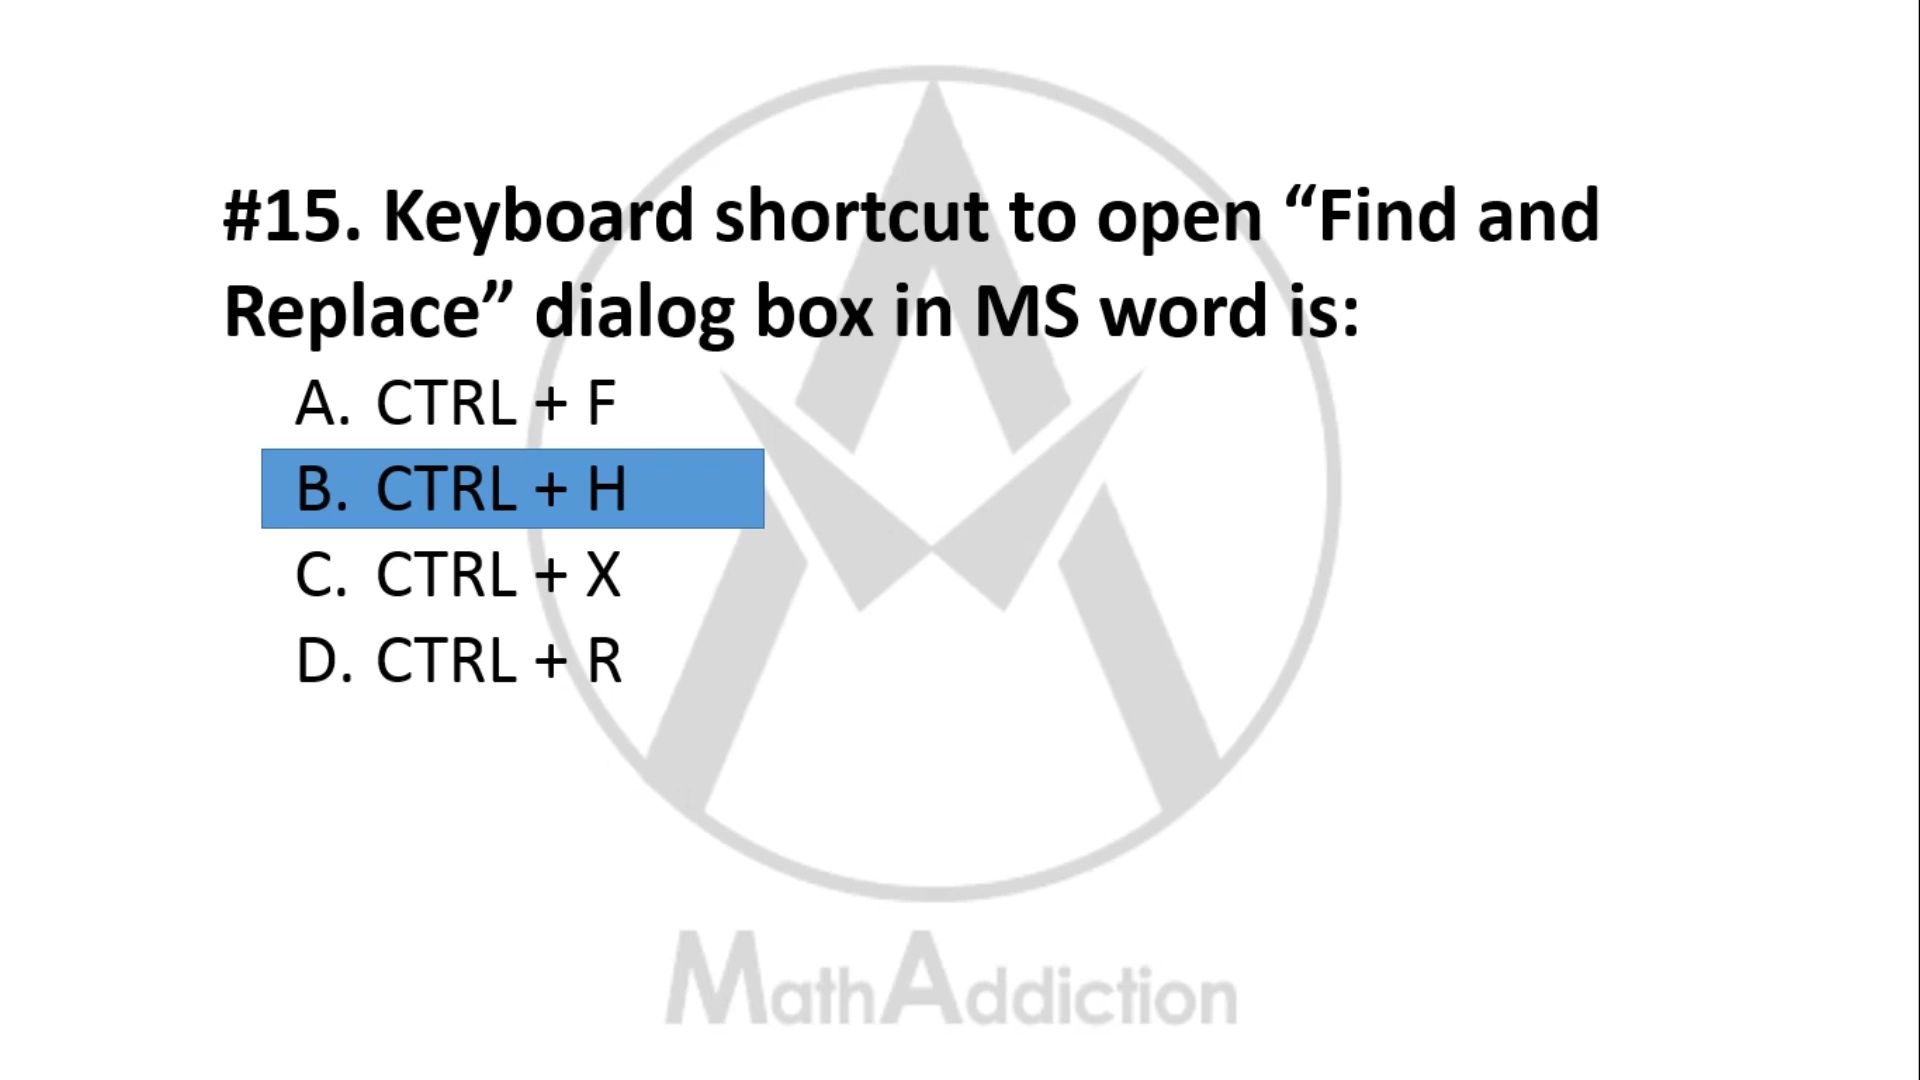 #15. Keyboard shortcut to open “Find and
Replace” dialog box in MS word is:
A. CTRL + F
B. CTRL + H
C. CTRL + X
D. CTRL + R
MathAddiction